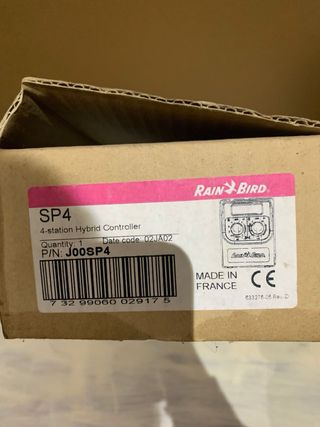 RAIN BIRD
SP4
4-station Hybrid Controller
Quantity: 1 Date code: 02JA02
P/N: J00SP4
MADE IN
FRANCE
CE
7 32 99060 02917 5